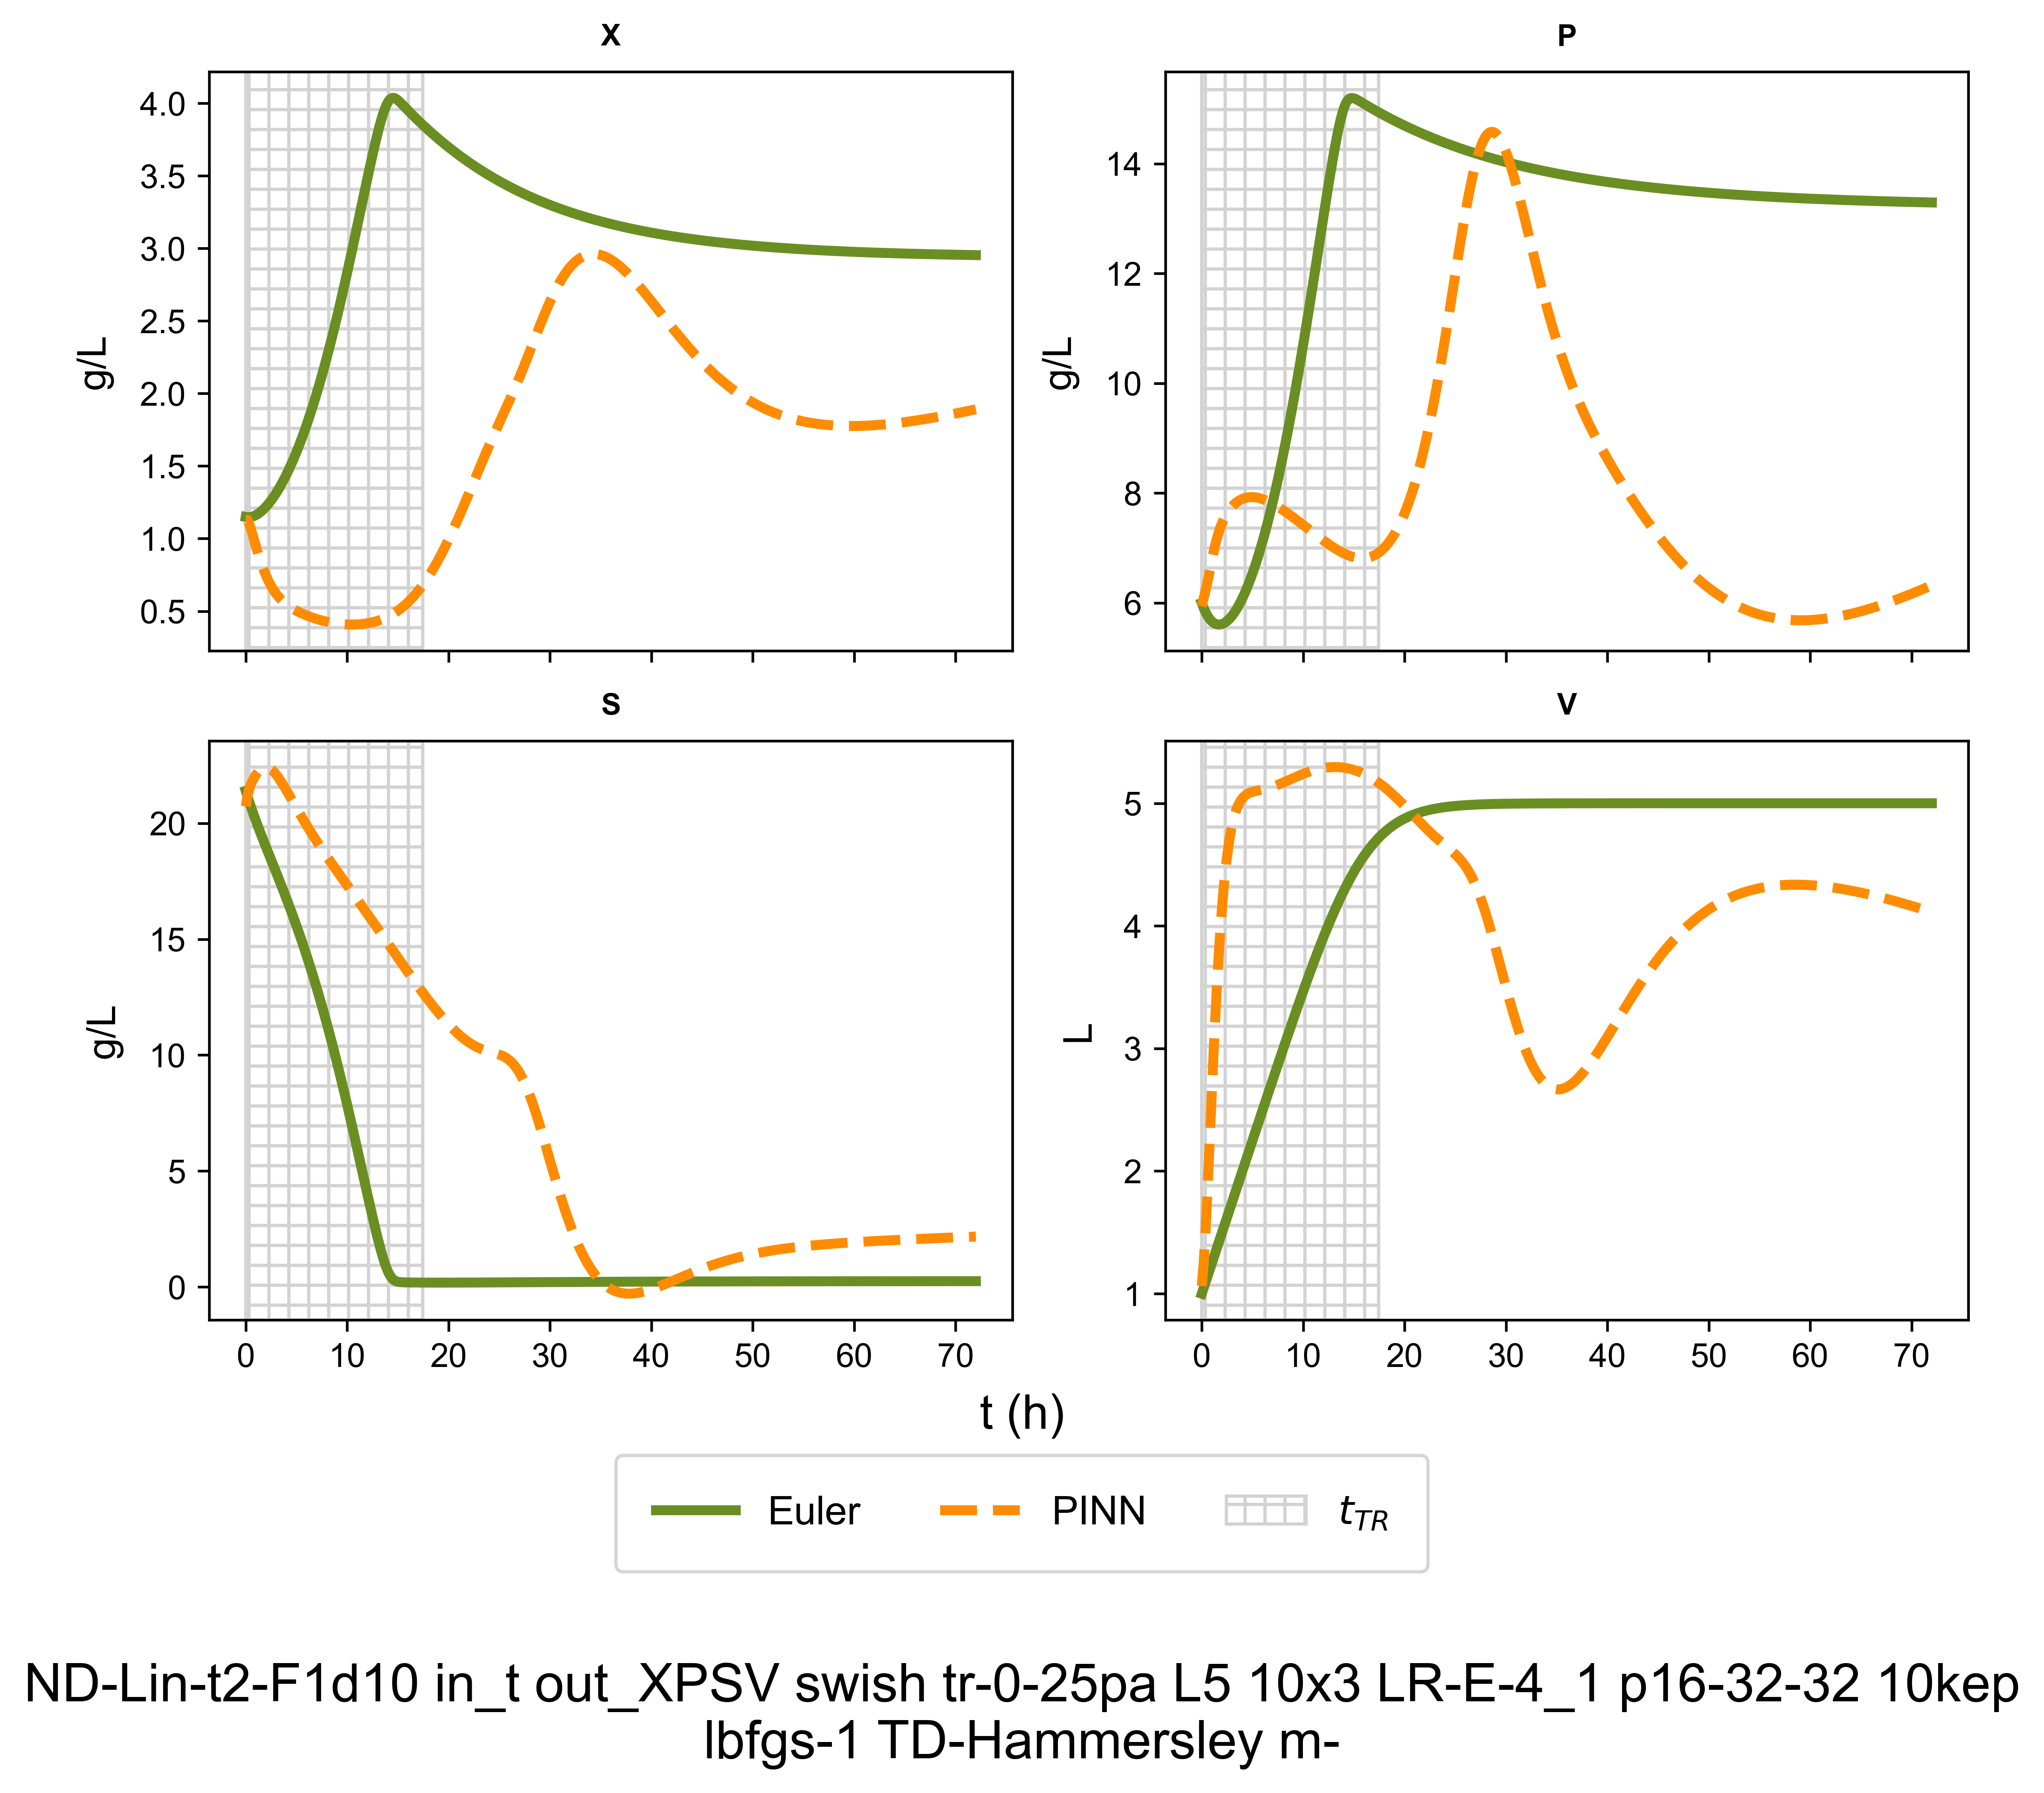 X
P
4.0
3.5
3.0
2.5
2.0
1.5
1.0
0.5
g/L
14
12
10
8
6
g/L
S
V
20
15
10
5
0
g/L
5
4
3
2
1
L
0 10 20 30 40 50 60 70
0 10 20 30 40 50 60 70
t (h)
Euler PINN t_TR
ND-Lin-t2-F1d10 in_t out_XPSV swish tr-0-25pa L5 10x3 LR-E-4_1 p16-32-32 10kep
lbfgs-1 TD-Hammersley m-